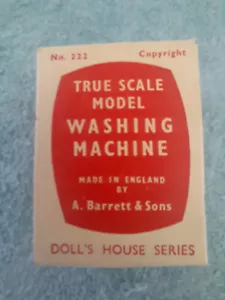 No. 222 Copyright
TRUE SCALE
MODEL
WASHING
MACHINE
MADE IN ENGLAND
BY
A. Barrett & Sons
DOLL'S HOUSE SERIES